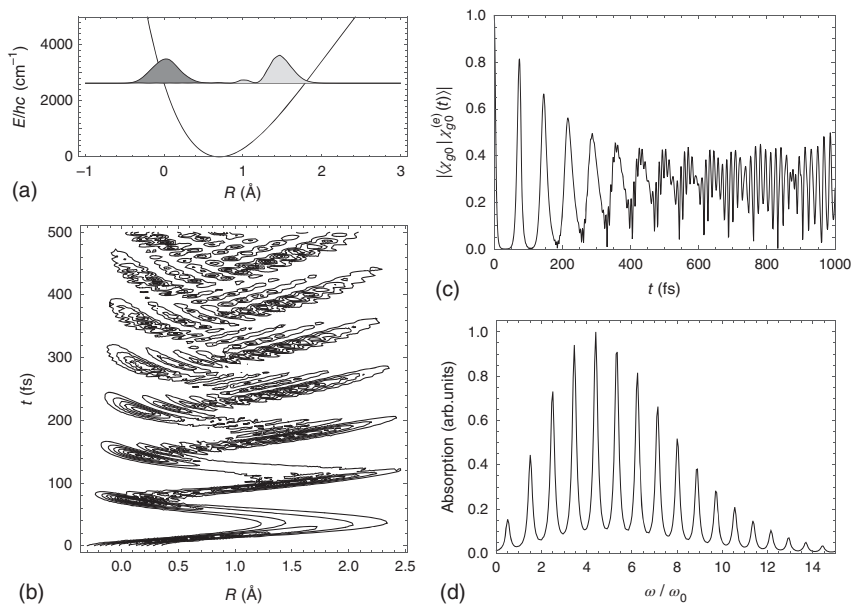 (a)
E/hc (cm⁻¹)
4000
2000
0
−1 0 1 2 3
R (Å)
(b)
t (fs)
500
400
300
200
100
0
0.0 0.5 1.0 1.5 2.0 2.5
R (Å)
(c)
|⟨χg0|χg0(e)(t)⟩|
1.0
0.8
0.6
0.4
0.2
0.0
0 200 400 600 800 1000
t (fs)
(d)
Absorption (arb.units)
1.0
0.8
0.6
0.4
0.2
0.0
0 2 4 6 8 10 12 14
ω/ω0